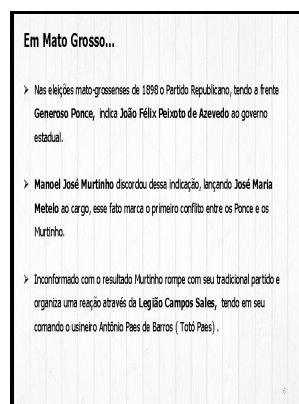 Em Mato Grosso...
➢ Nas eleições mato-grossenses de 1898 o Partido Republicano, tendo a frente
Generoso Ponce, indica João Félix Peixoto de Azevedo ao governo
estadual.
➢ Manoel José Murtinho discordou dessa indicação, lançando José Maria
Metelo ao cargo, esse fato marca o primeiro conflito entre os Ponce e os
Murtinho.
➢ Inconformado com o resultado Murtinho rompe com seu tradicional partido e
organiza uma reação através da Legião Campos Sales, tendo em seu
comando o usineiro Antônio Paes de Barros ( Totó Paes) .
6